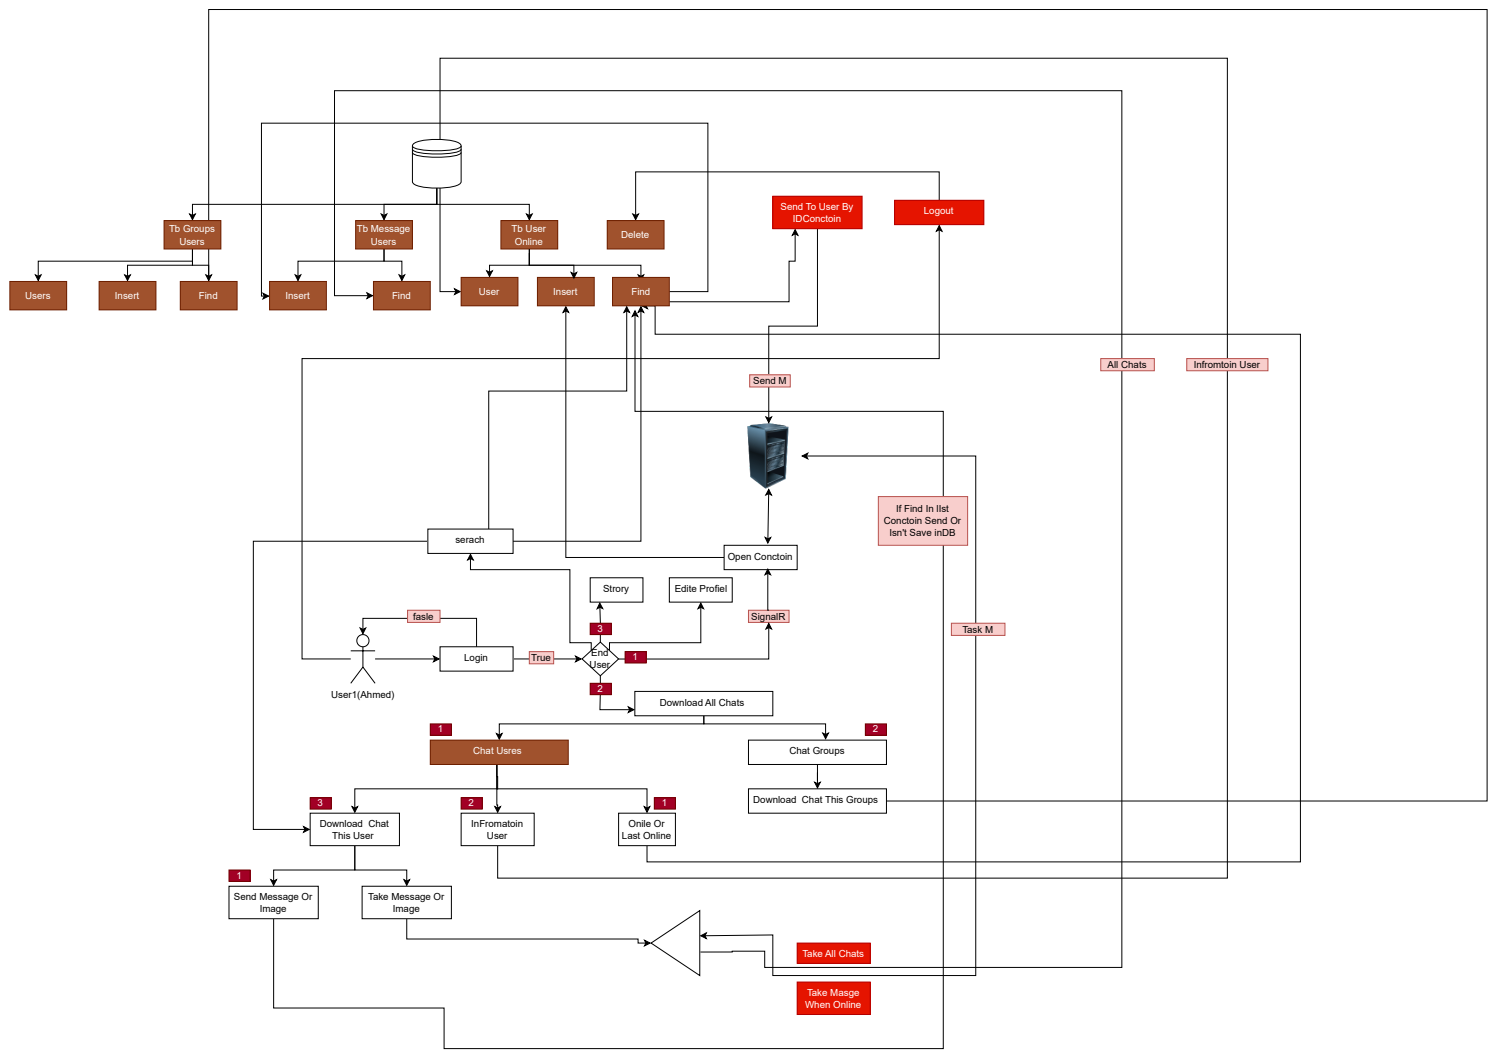 Send To User By
IDConctoin
Logout
Tb Groups
Users
Tb Message
Users
Tb User
Online
Delete
Users
Insert
Find
Insert
Find
User
Insert
Find
All Chats
Infromtoin User
Send M
If Find In lIst
Conctoin Send Or
Isn't Save inDB
serach
Open Conctoin
Strory
Edite Profiel
fasle
SignalR
3
Task M
Login
True
End
User
1
User1(Ahmed)
2
Download All Chats
1
2
Chat Usres
Chat Groups
3
2
1
Download  Chat This Groups
Download  Chat
This User
InFromatoin
User
Onile Or
Last Online
1
Send Message Or
Image
Take Message Or
Image
Take All Chats
Take Masge
When Online